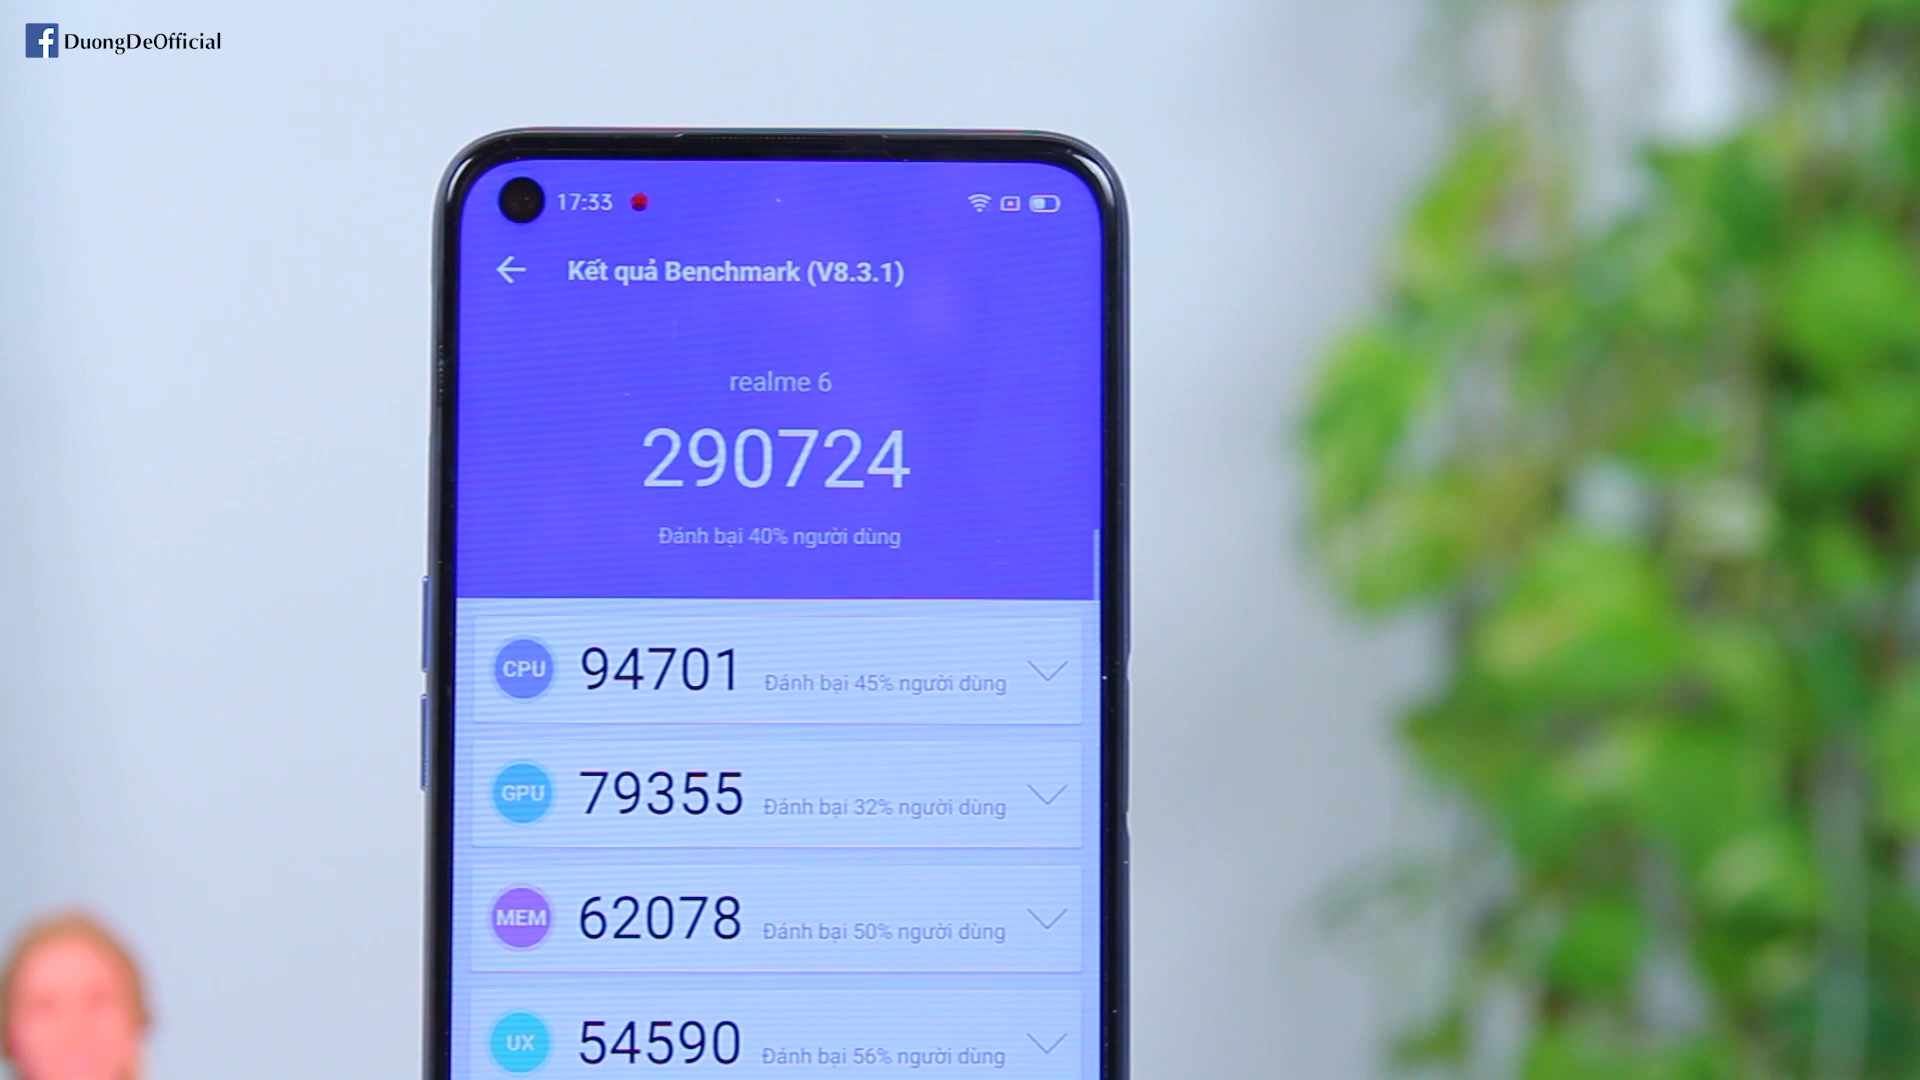 DuongDeOfficial
17:33
Kết quả Benchmark (V8.3.1)
realme 6
290724
Đánh bại 40% người dùng
CPU 94701 Đánh bại 45% người dùng
GPU 79355 Đánh bại 32% người dùng
MEM 62078 Đánh bại 50% người dùng
UX 54590 Đánh bại 56% người dùng